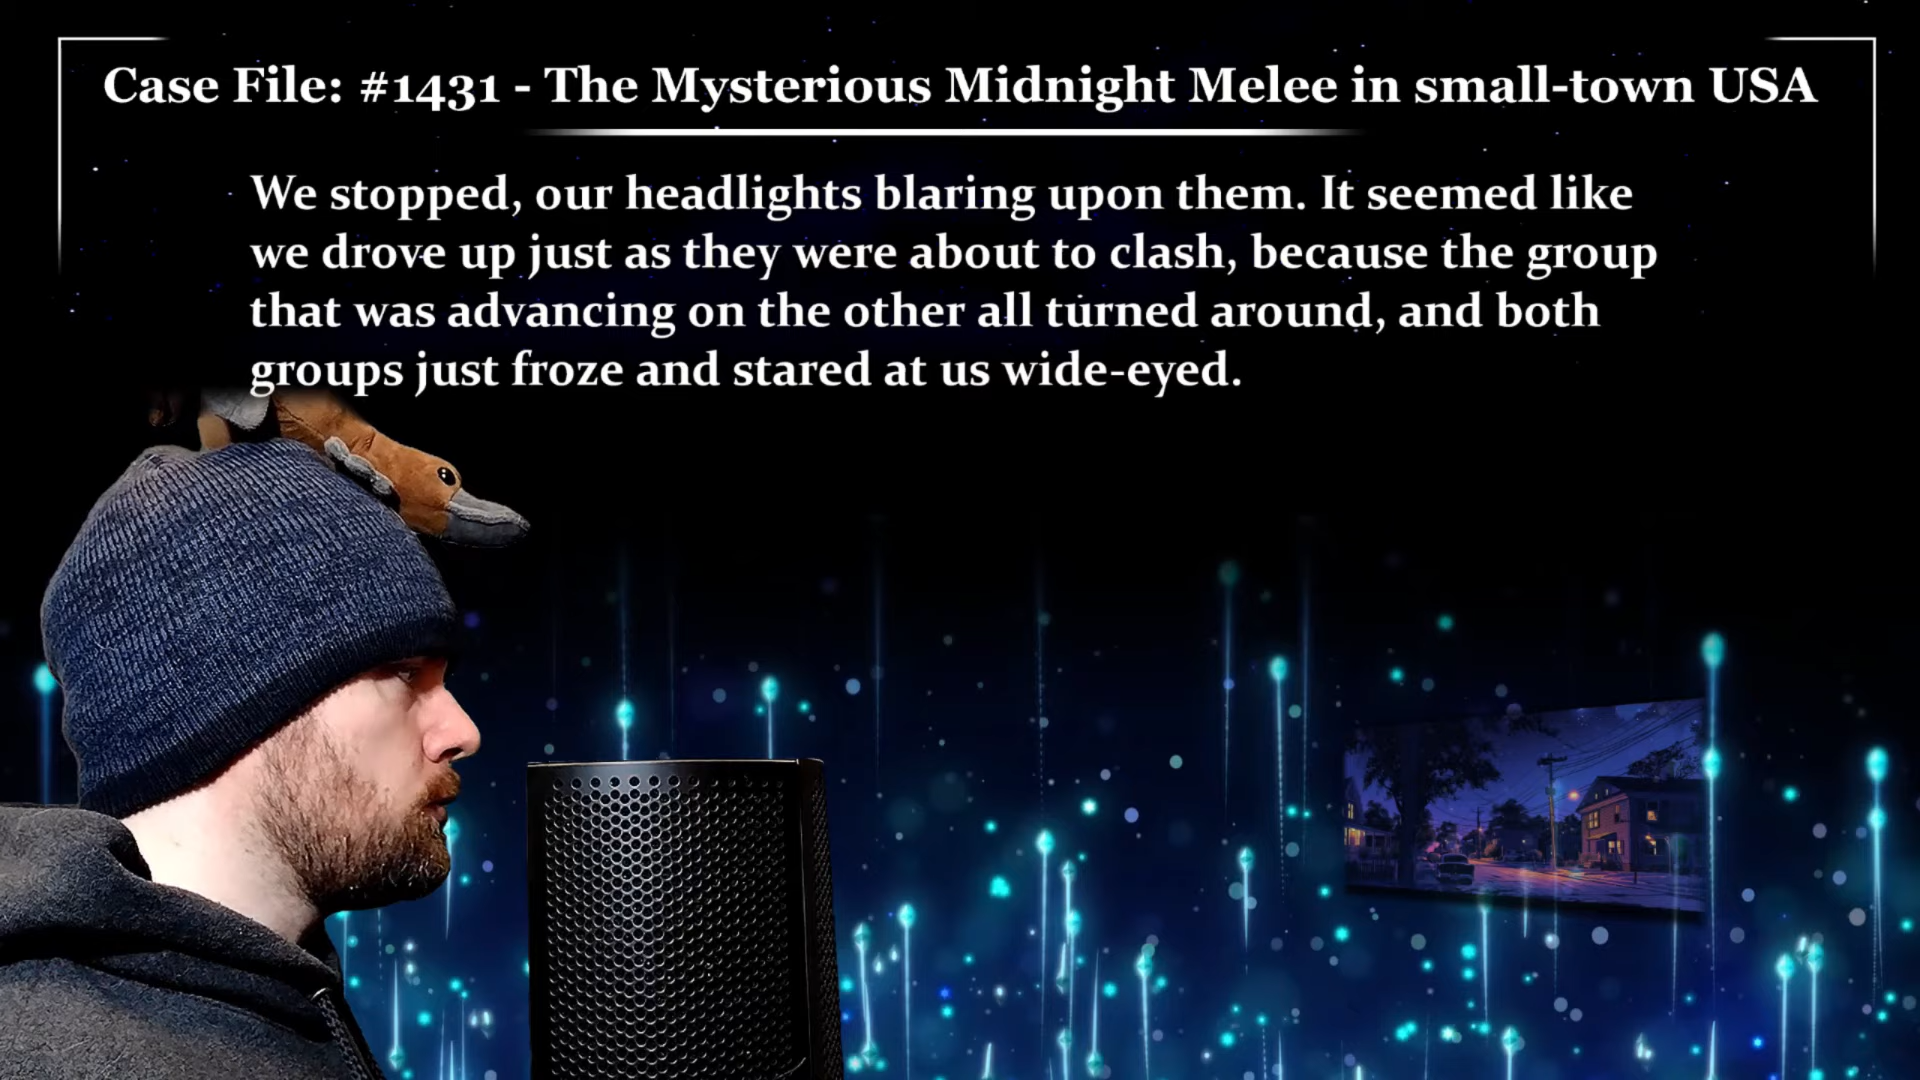 Case File: #1431 - The Mysterious Midnight Melee in small-town USA
We stopped, our headlights blaring upon them. It seemed like
we drove up just as they were about to clash, because the group
that was advancing on the other all turned around, and both
groups just froze and stared at us wide-eyed.